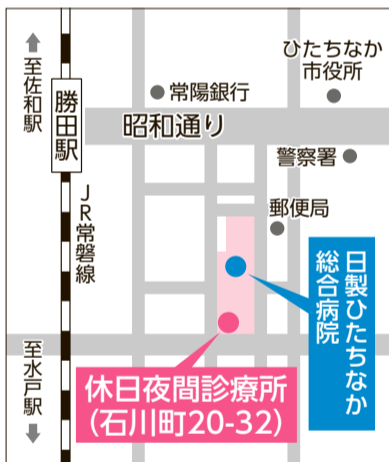 至佐和駅
勝田駅
JR常磐線
至水戸駅
常陽銀行
昭和通り
ひたちなか
市役所
警察署
郵便局
日製ひたちなか
総合病院
休日夜間診療所
(石川町20-32)